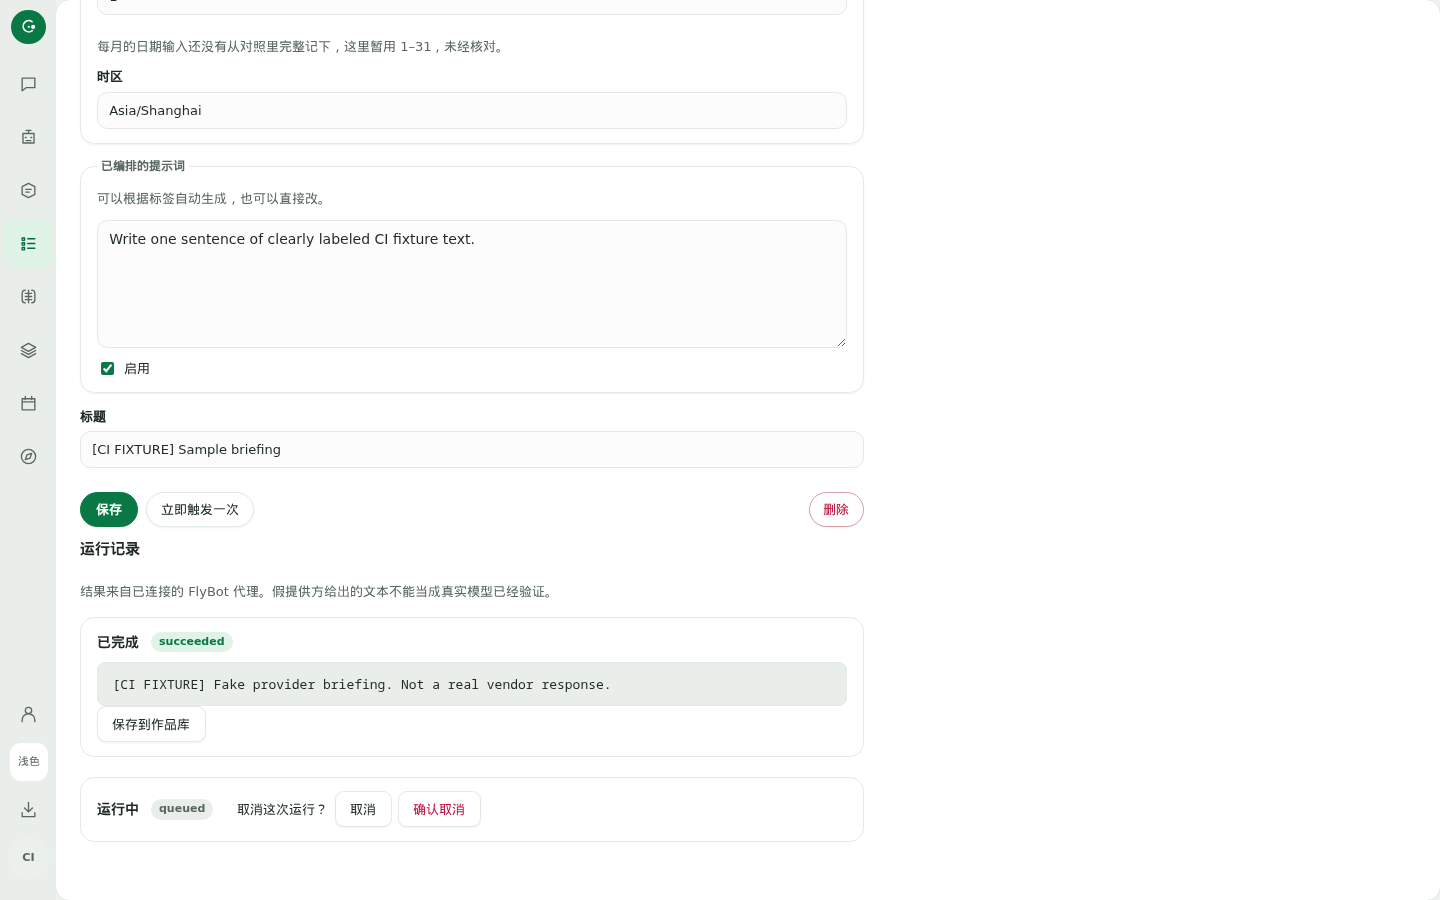 每月的日期输入还没有从对照里完整记下，这里暂用 1–31，未经核对。
时区
Asia/Shanghai
已编排的提示词
可以根据标签自动生成，也可以直接改。
Write one sentence of clearly labeled CI fixture text.
启用
标题
[CI FIXTURE] Sample briefing
保存
立即触发一次
删除
运行记录
结果来自已连接的 FlyBot 代理。假提供方给出的文本不能当成真实模型已经验证。
已完成
succeeded
[CI FIXTURE] Fake provider briefing. Not a real vendor response.
保存到作品库
运行中
queued
取消这次运行？
取消
确认取消
浅色
CI